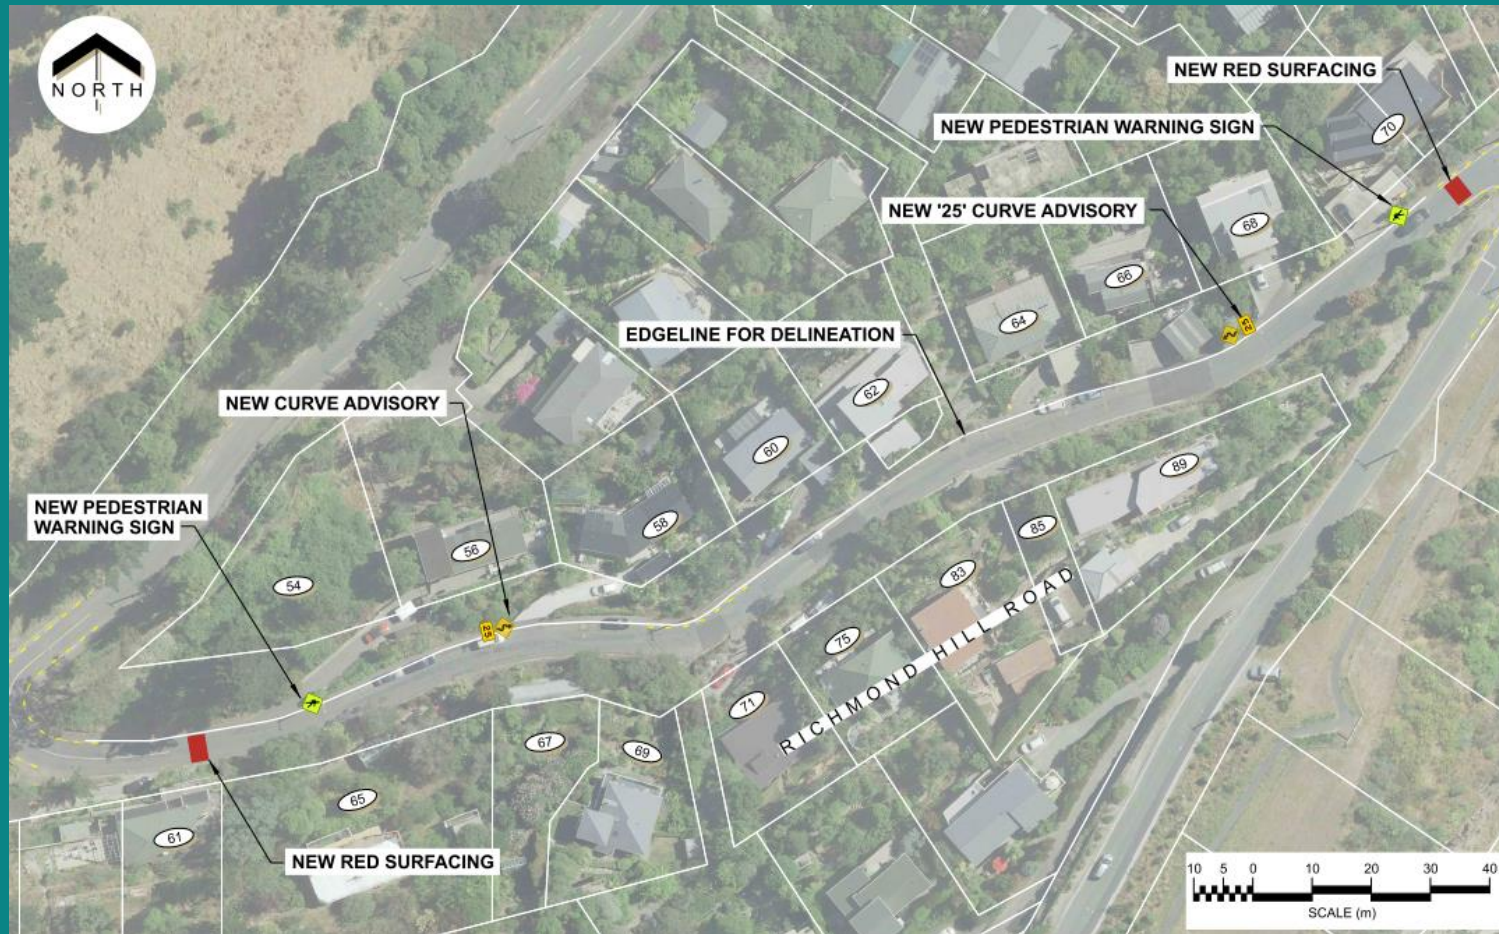 NORTH
NEW RED SURFACING
NEW PEDESTRIAN WARNING SIGN
70
NEW '25' CURVE ADVISORY
68
66
25
64
EDGELINE FOR DELINEATION
62
NEW CURVE ADVISORY
60
89
NEW PEDESTRIAN
WARNING SIGN
58
85
56
54
83
25
75
RICHMOND HILL ROAD
71
67
69
65
61
NEW RED SURFACING
10 5 0 10 20 30 40
SCALE (m)